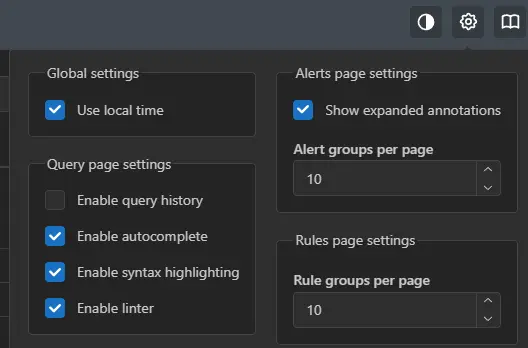 Global settings
Use local time
Query page settings
Enable query history
Enable autocomplete
Enable syntax highlighting
Enable linter
Alerts page settings
Show expanded annotations
Alert groups per page
10
Rules page settings
Rule groups per page
10